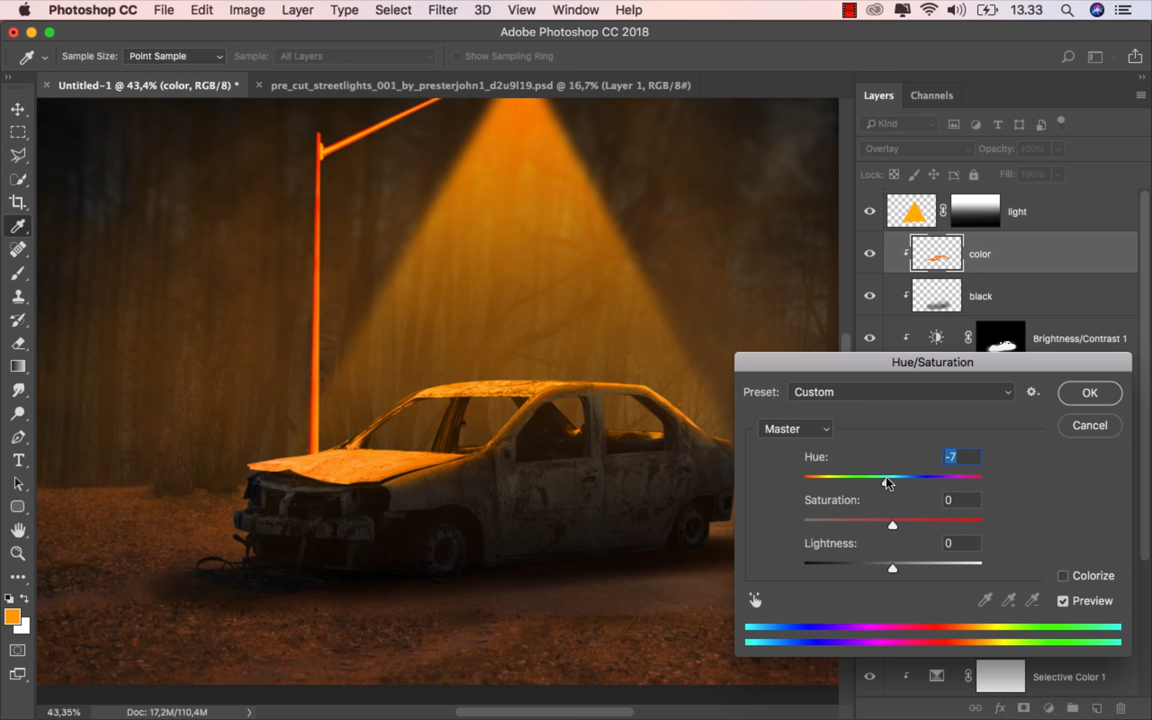 Photoshop CC File Edit Image Layer Type Select Filter 3D View Window Help 13.33
Adobe Photoshop CC 2018
Sample Size: Point Sample Sample: All Layers Show Sampling Ring
Untitled-1 @ 43,4% (color, RGB/8) * pre_cut_streetlights_001_by_presterjohn1_d2u9l19.psd @ 16,7% (Layer 1, RGB/8#)
Layers Channels
Kind
Overlay Opacity: 100%
Lock: Fill: 100%
light
color
black
Brightness/Contrast 1
Hue/Saturation
Preset: Custom OK
Master Cancel
Hue: -7
Saturation: 0
Lightness: 0
Colorize
Preview
Selective Color 1
43,35% Doc: 17,2M/110,4M